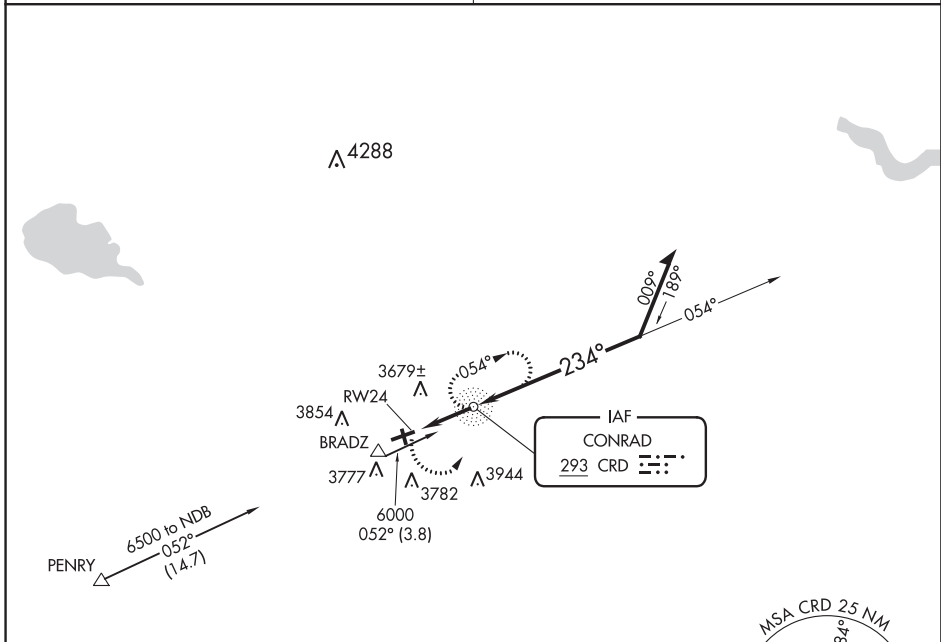 4288
009°
189°
054°
234°
054°
3679±
RW24
3854
BRADZ
3777
3782
3944
IAF
CONRAD
293 CRD
6000
052° (3.8)
6500 to NDB
052°
(14.7)
PENRY
MSA CRD 25 NM